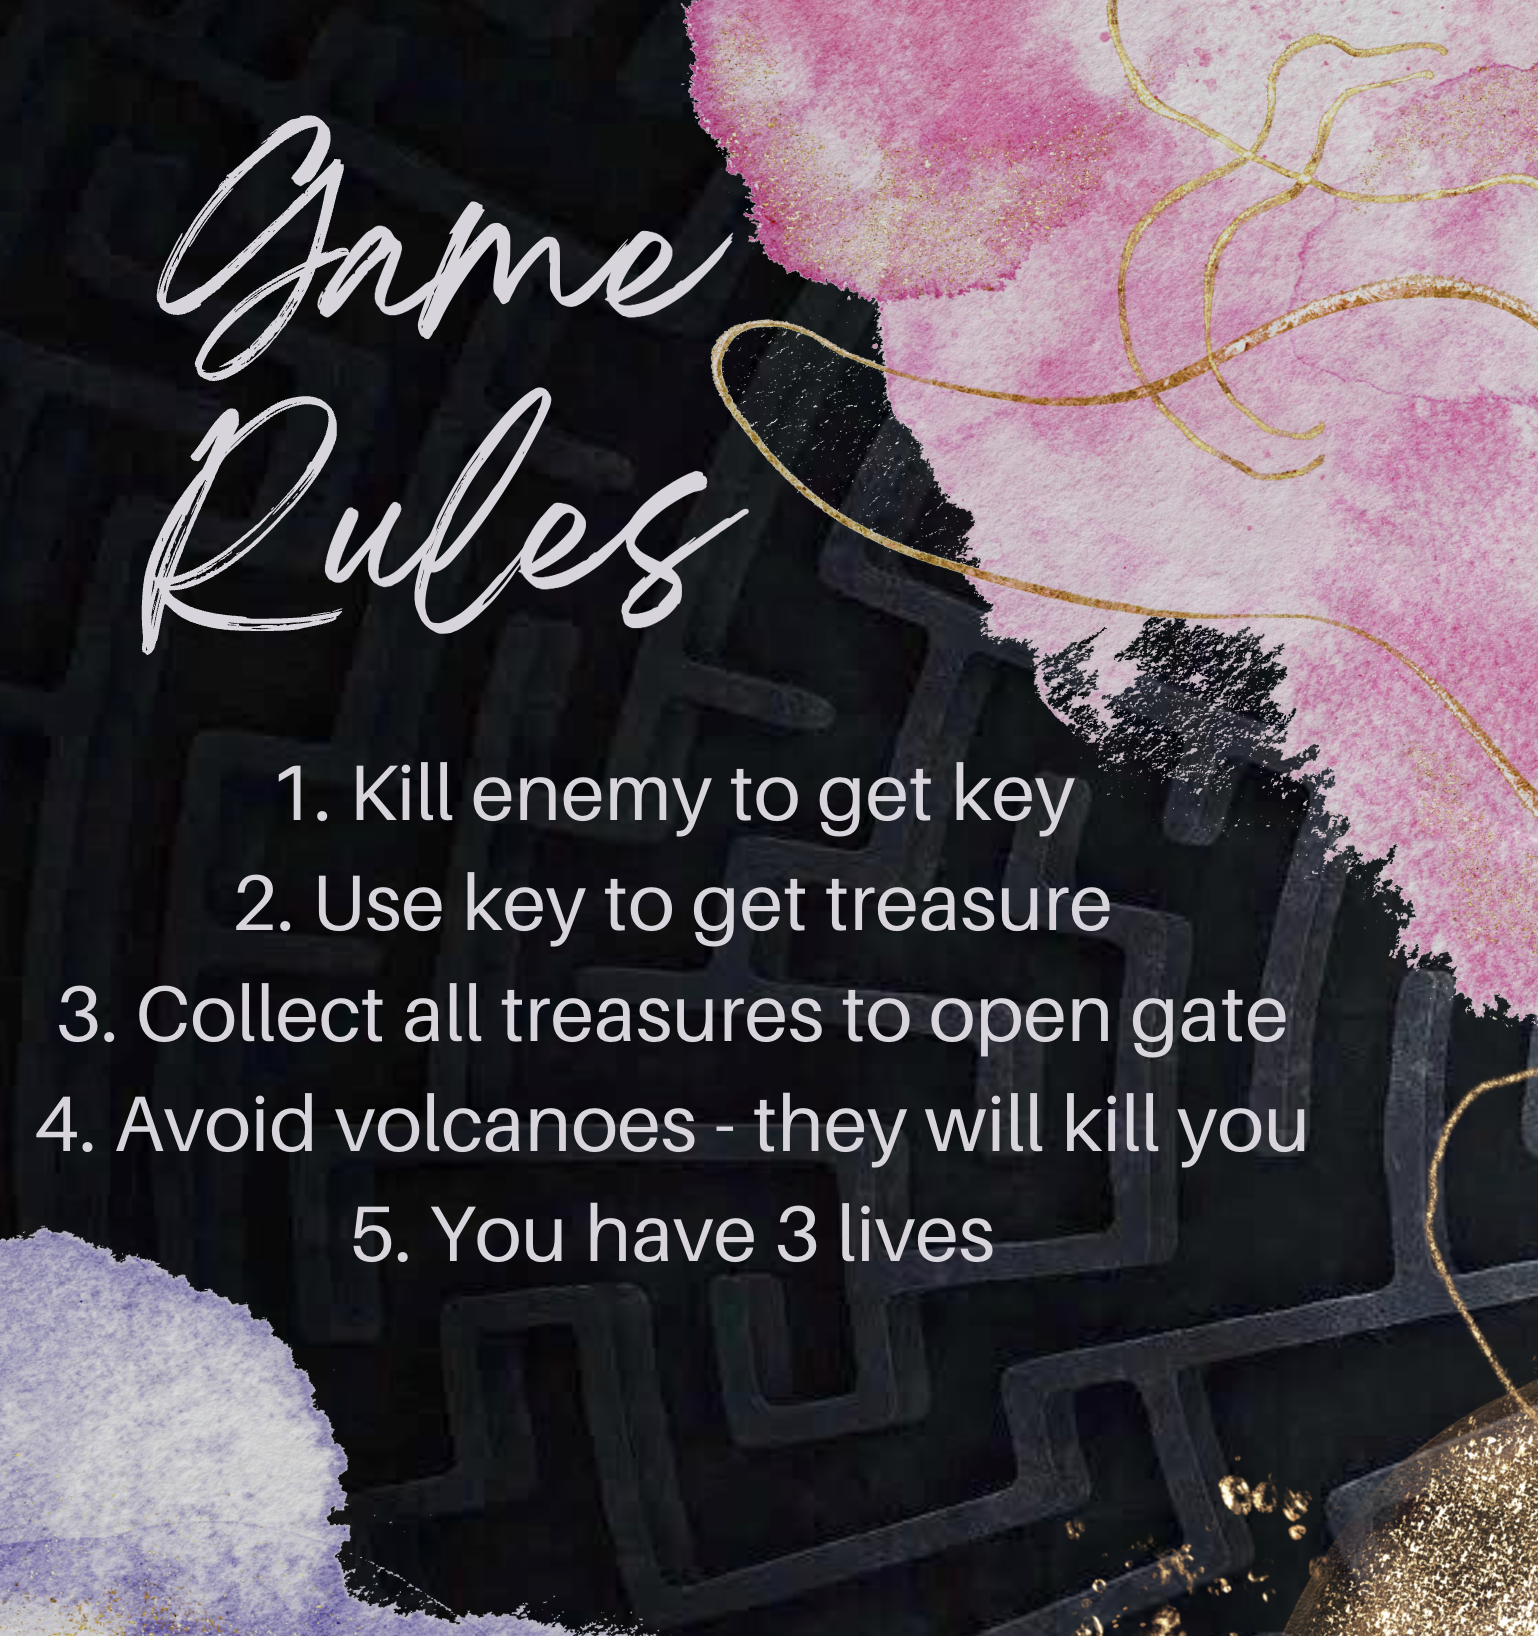 Game
Rules
1. Kill enemy to get key
2. Use key to get treasure
3. Collect all treasures to open gate
4. Avoid volcanoes - they will kill you
5. You have 3 lives